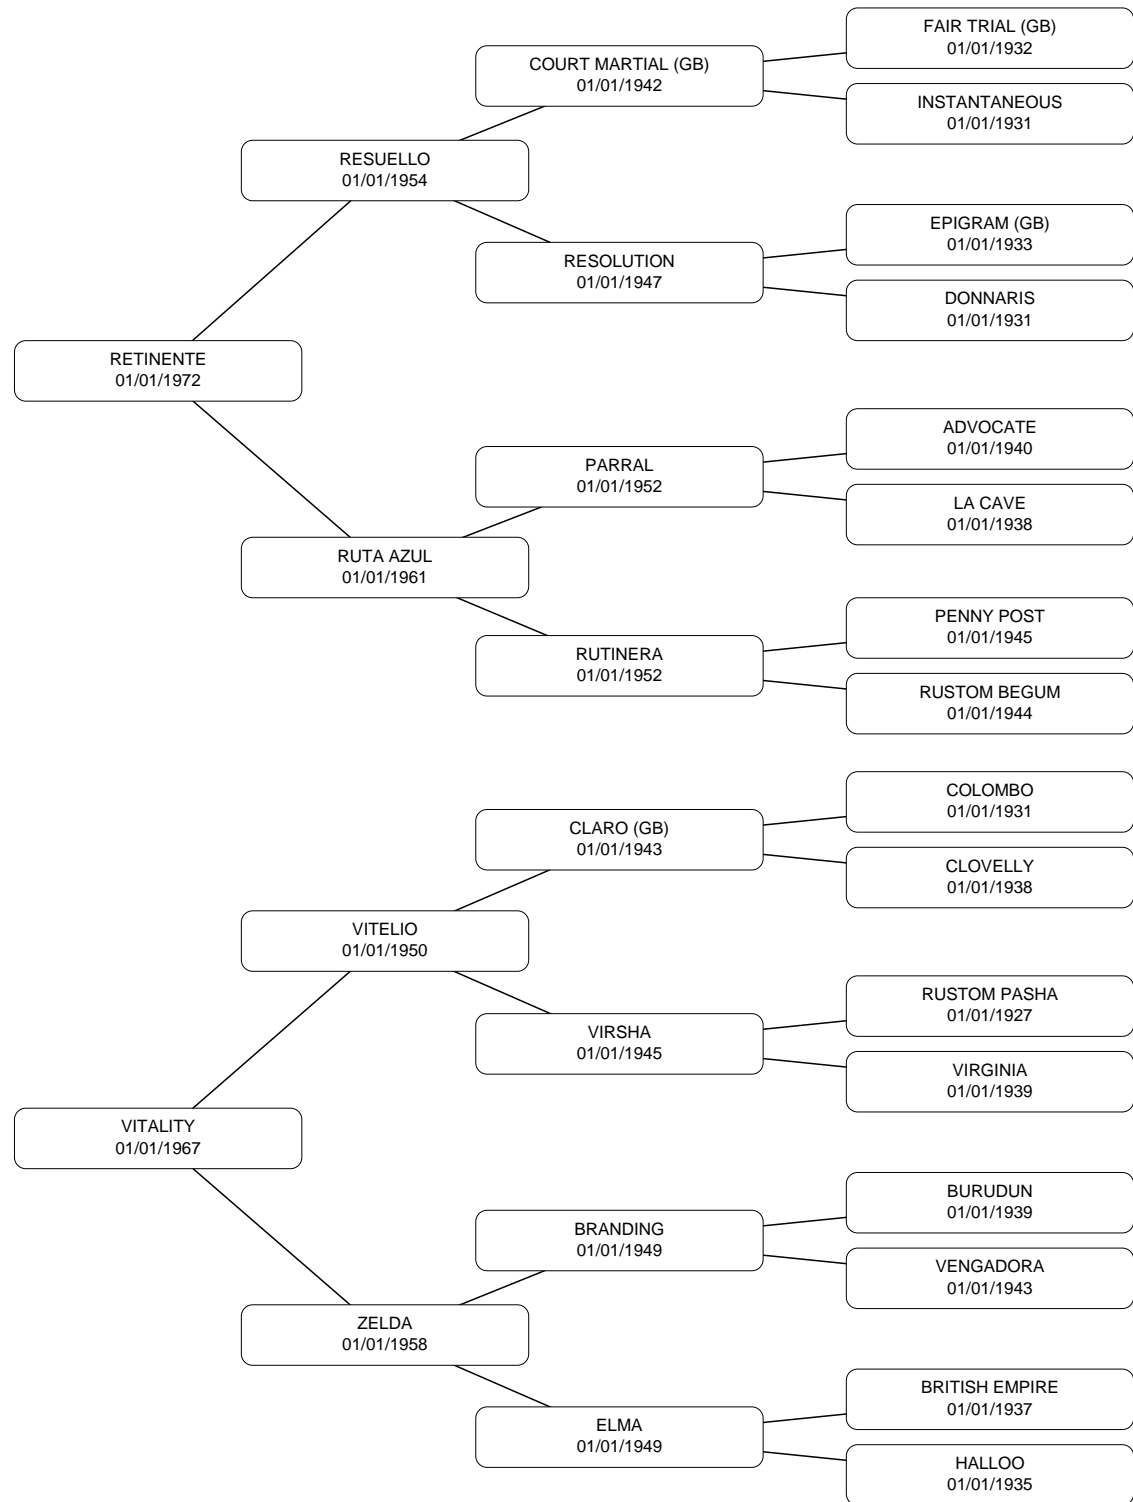 FAIR TRIAL (GB)
01/01/1932
COURT MARTIAL (GB)
01/01/1942
INSTANTANEOUS
01/01/1931
RESUELLO
01/01/1954
EPIGRAM (GB)
01/01/1933
RESOLUTION
01/01/1947
DONNARIS
01/01/1931
RETINENTE
01/01/1972
ADVOCATE
01/01/1940
PARRAL
01/01/1952
LA CAVE
01/01/1938
RUTA AZUL
01/01/1961
PENNY POST
01/01/1945
RUTINERA
01/01/1952
RUSTOM BEGUM
01/01/1944
COLOMBO
01/01/1931
CLARO (GB)
01/01/1943
CLOVELLY
01/01/1938
VITELIO
01/01/1950
RUSTOM PASHA
01/01/1927
VIRSHA
01/01/1945
VIRGINIA
01/01/1939
VITALITY
01/01/1967
BURUDUN
01/01/1939
BRANDING
01/01/1949
VENGADORA
01/01/1943
ZELDA
01/01/1958
BRITISH EMPIRE
01/01/1937
ELMA
01/01/1949
HALLOO
01/01/1935